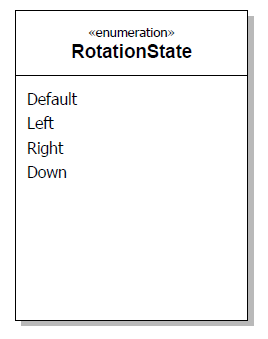 «enumeration»
RotationState
Default
Left
Right
Down